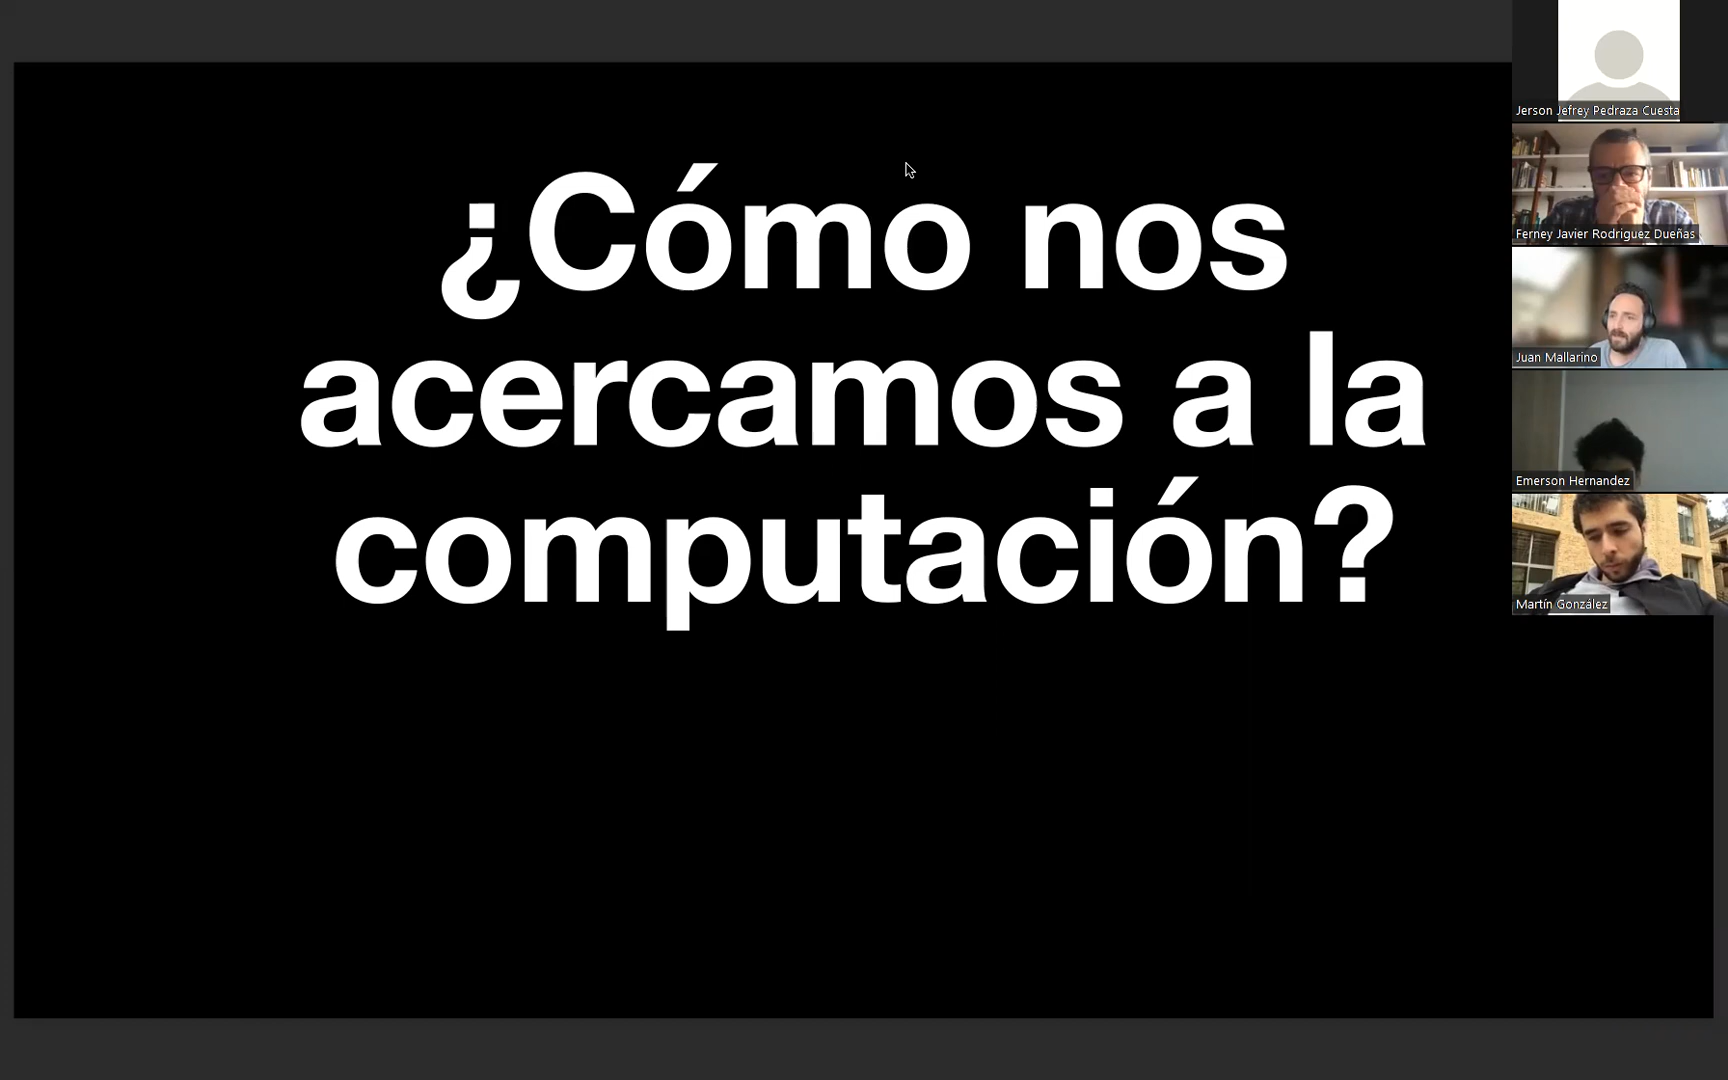 ¿Cómo nos
acercamos a la
computación?
Jerson Jefrey Pedraza Cuesta
Ferney Javier Rodriguez Dueñas
Juan Mallarino
Emerson Hernandez
Martín González